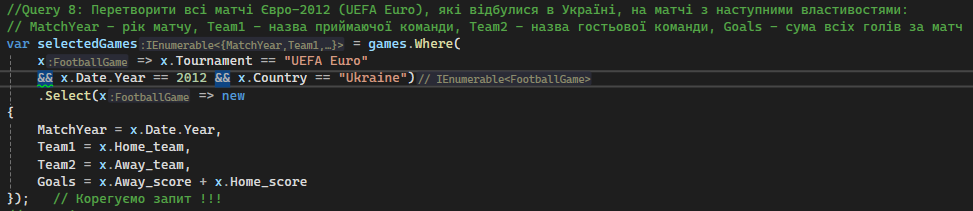 //Query 8: Перетворити всі матчі Євро-2012 (UEFA Euro), які відбулися в Україні, на матчі з наступними властивостями:
// MatchYear - рік матчу, Team1 - назва приймаючої команди, Team2 - назва гостьової команди, Goals - сума всіх голів за матч
var selectedGames:IEnumerable<{MatchYear,Team1,…}> = games.Where(
x:FootballGame => x.Tournament == "UEFA Euro"
&& x.Date.Year == 2012 && x.Country == "Ukraine")// IEnumerable<FootballGame>
.Select(x:FootballGame => new
{
MatchYear = x.Date.Year,
Team1 = x.Home_team,
Team2 = x.Away_team,
Goals = x.Away_score + x.Home_score
}); // Корегуємо запит !!!